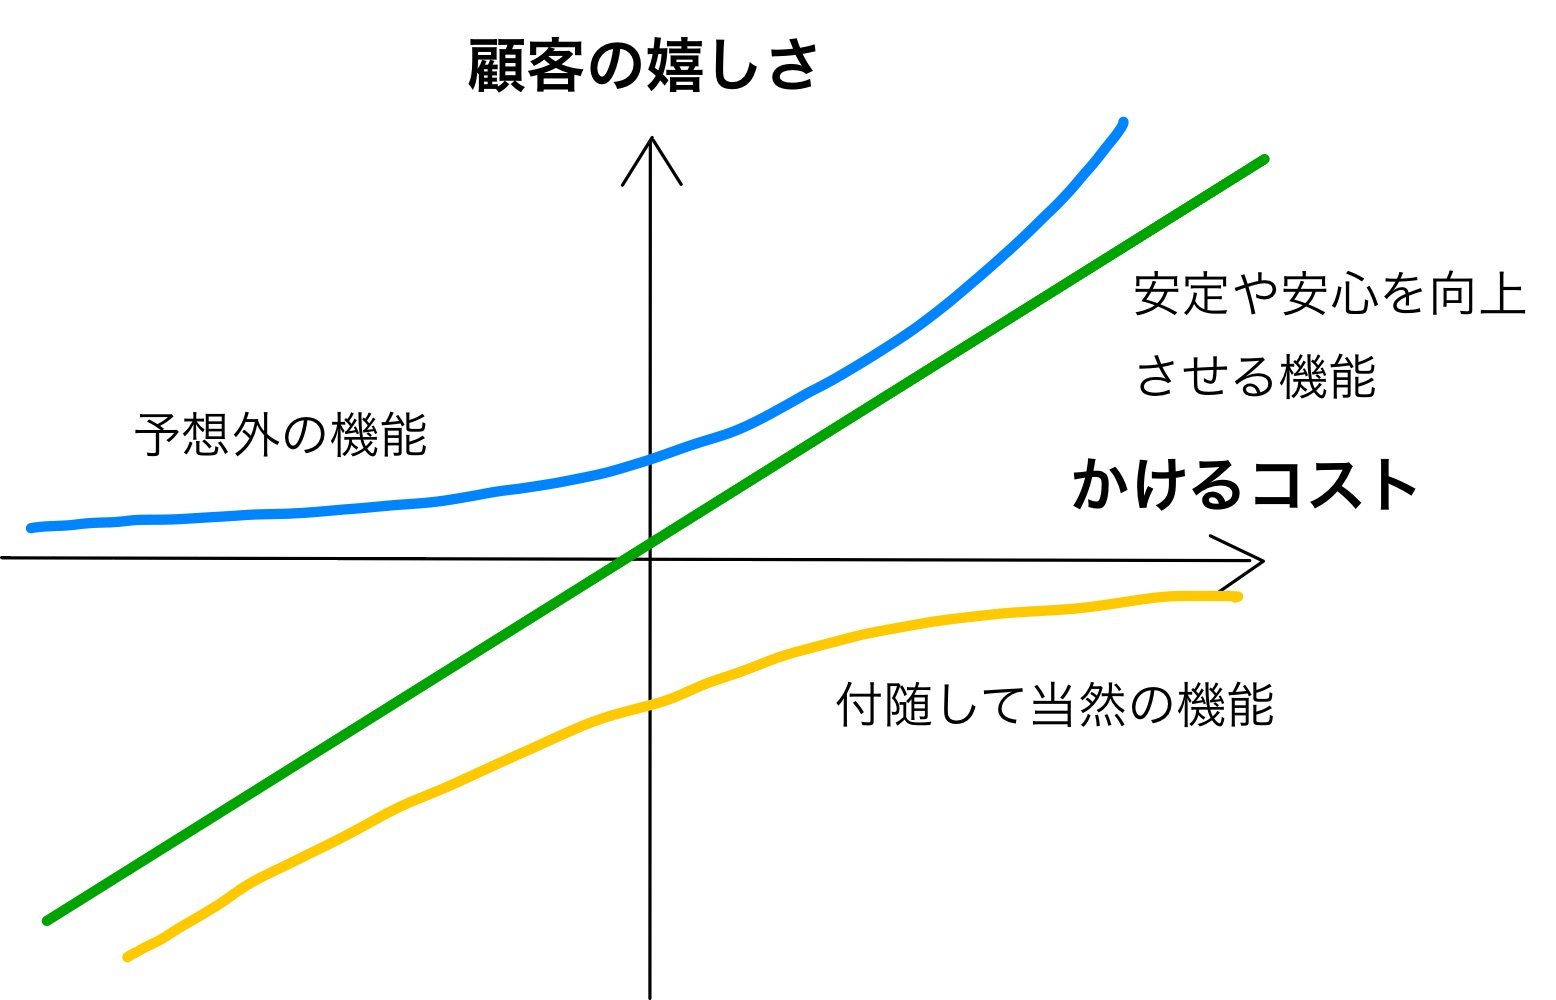 顧客の嬉しさ
安定や安心を向上
させる機能
予想外の機能
かけるコスト
付随して当然の機能